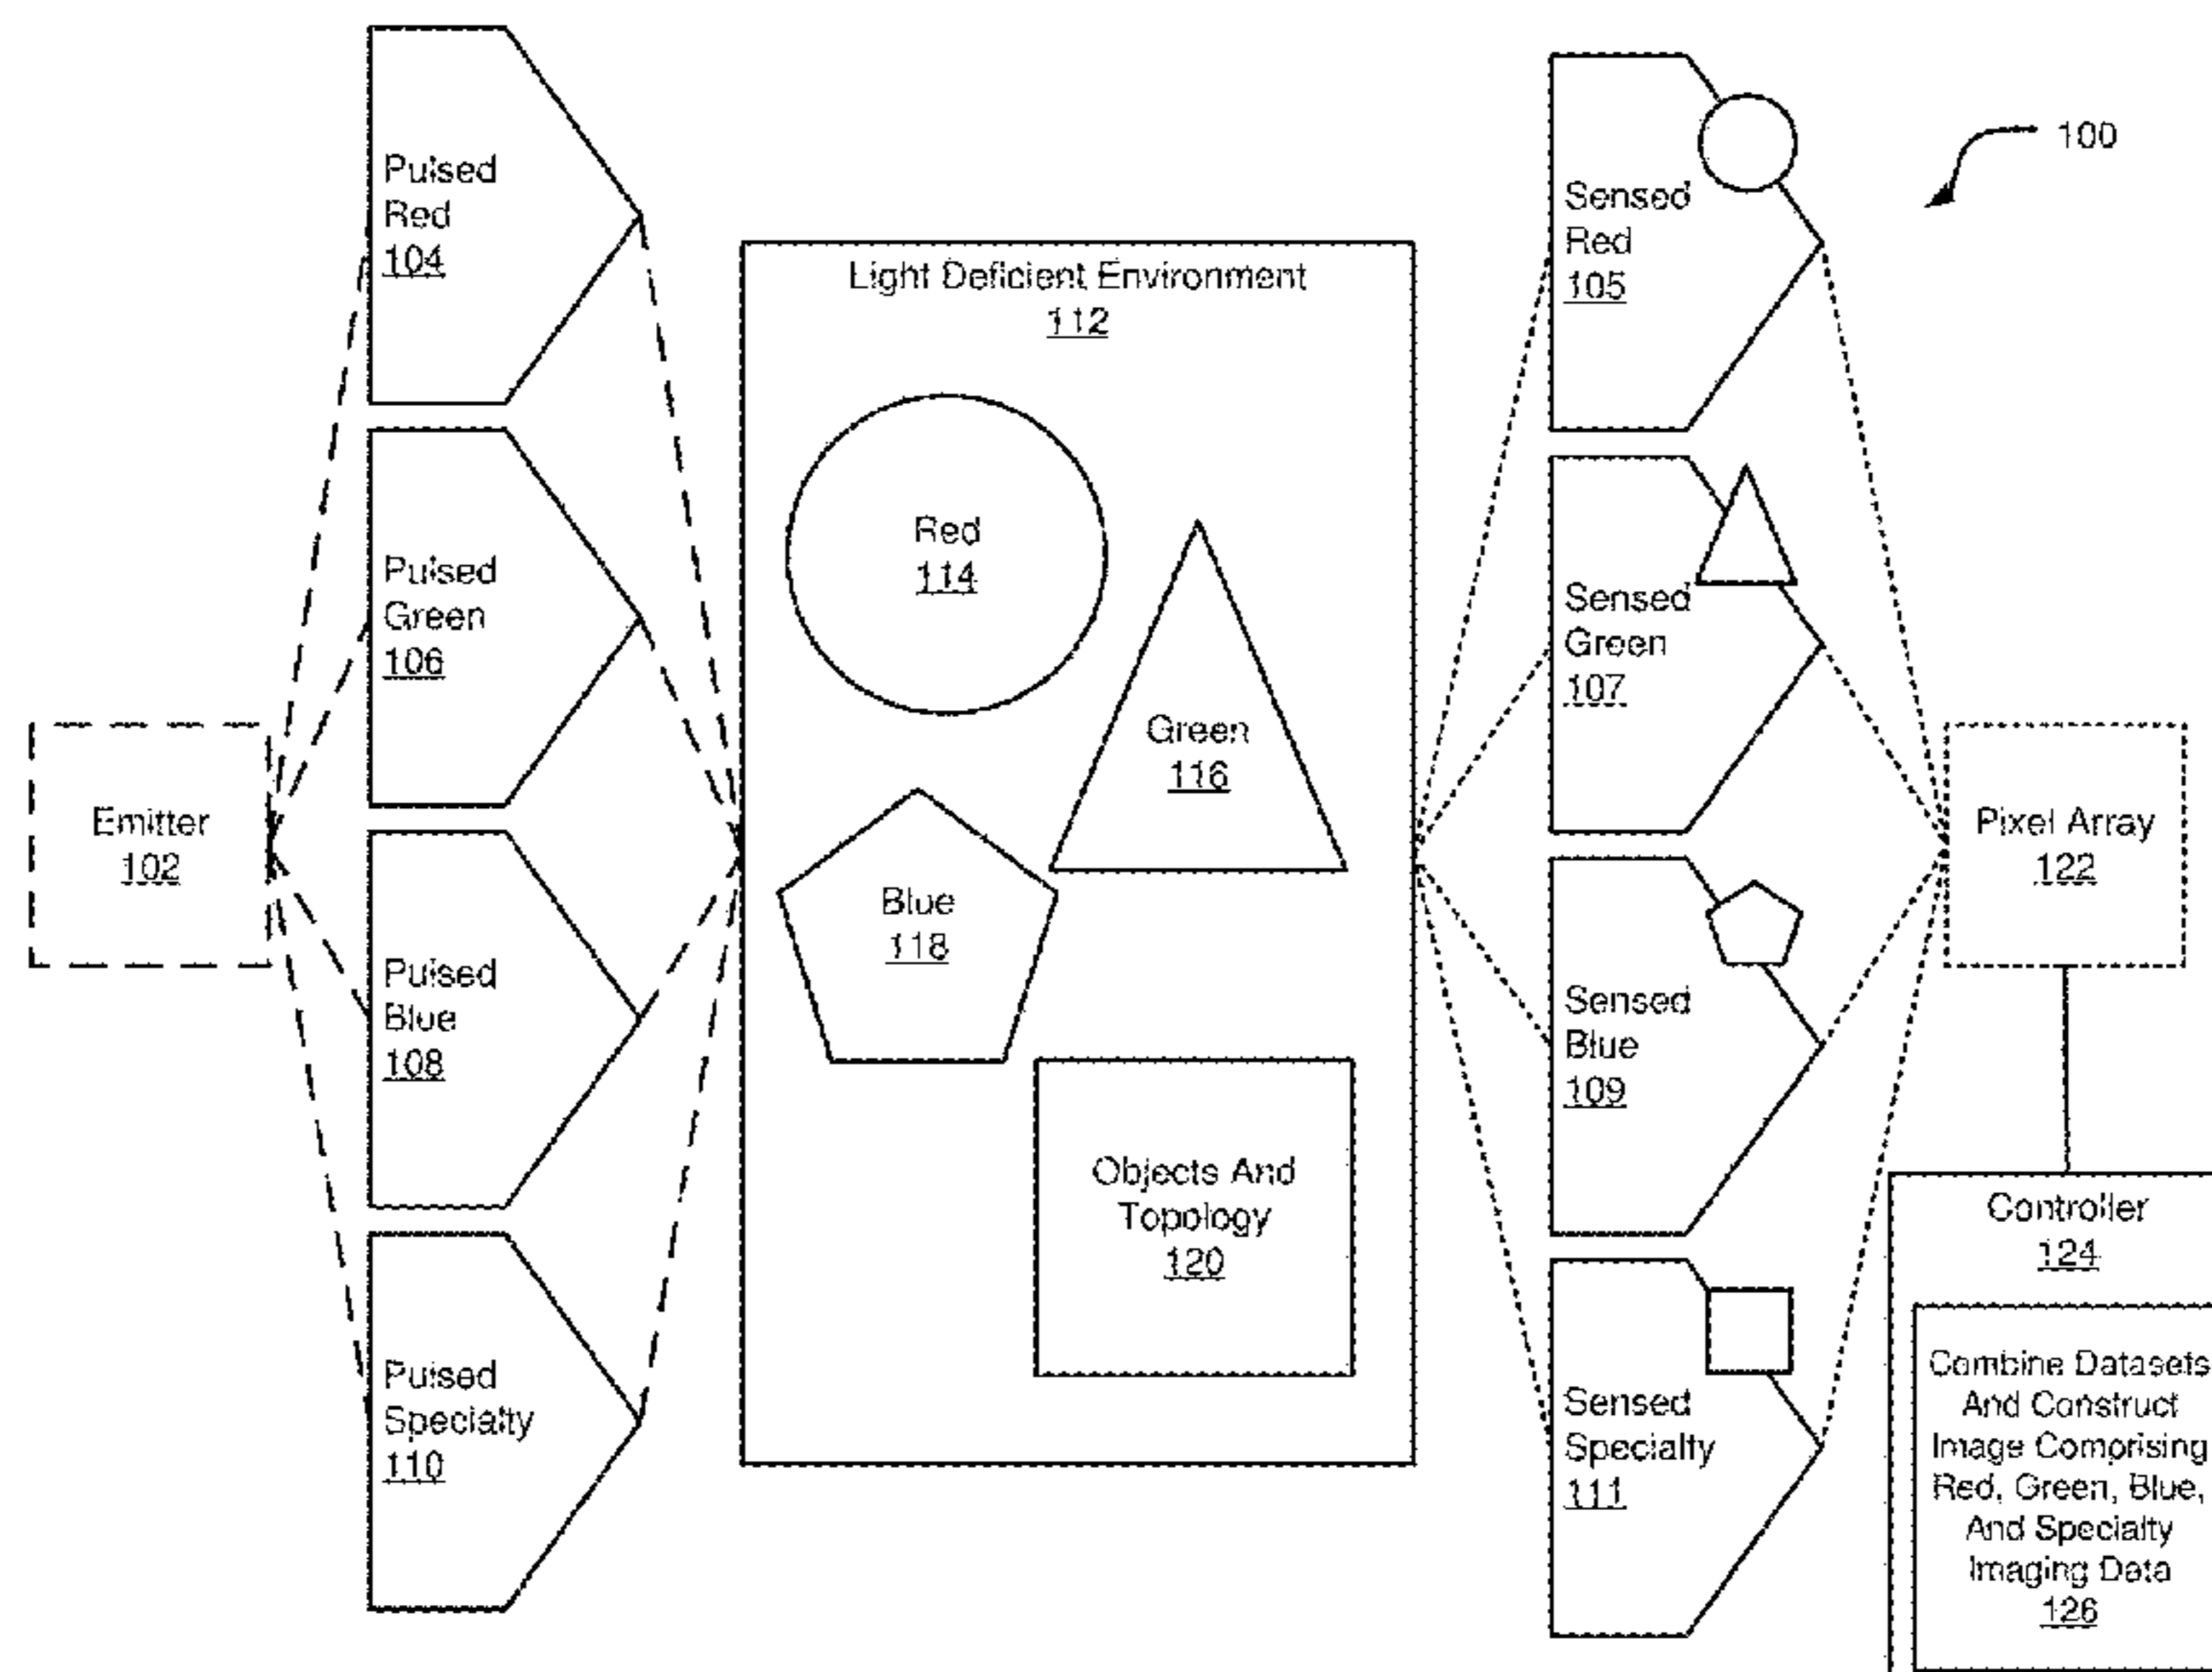 Pulsed
Red
104
Pulsed
Green
106
Emitter
102
Pulsed
Blue
108
Pulsed
Specialty
110
Light Deficient Environment
112
Red
114
Green
116
Blue
118
Objects And
Topology
120
Sensed
Red
105
Sensed
Green
107
Sensed
Blue
109
Sensed
Specialty
111
100
Pixel Array
122
Controller
124
Combine Datasets
And Construct
Image Comprising
Red, Green, Blue,
And Specialty
Imaging Data
126